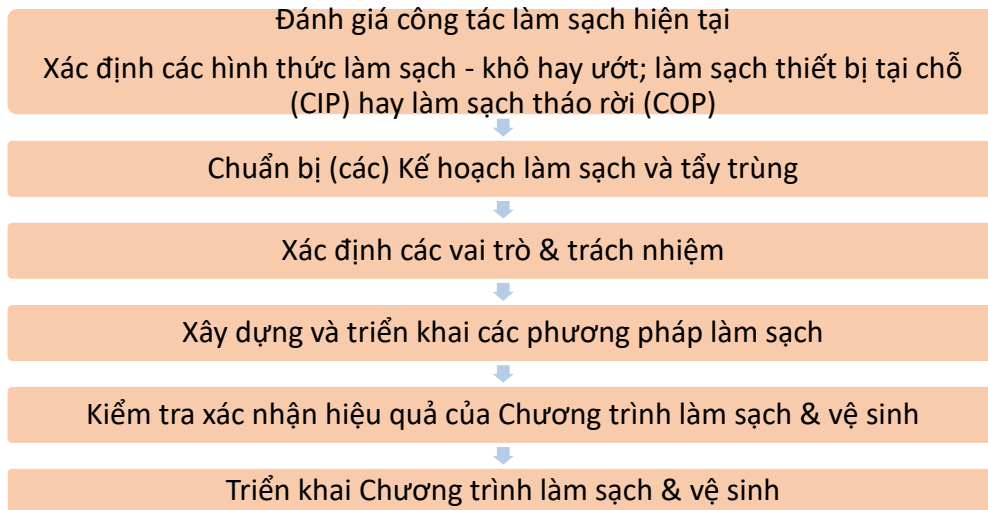 Đánh giá công tác làm sạch hiện tại
Xác định các hình thức làm sạch - khô hay ướt; làm sạch thiết bị tại chỗ
(CIP) hay làm sạch tháo rời (COP)
Chuẩn bị (các) Kế hoạch làm sạch và tẩy trùng
Xác định các vai trò & trách nhiệm
Xây dựng và triển khai các phương pháp làm sạch
Kiểm tra xác nhận hiệu quả của Chương trình làm sạch & vệ sinh
Triển khai Chương trình làm sạch & vệ sinh